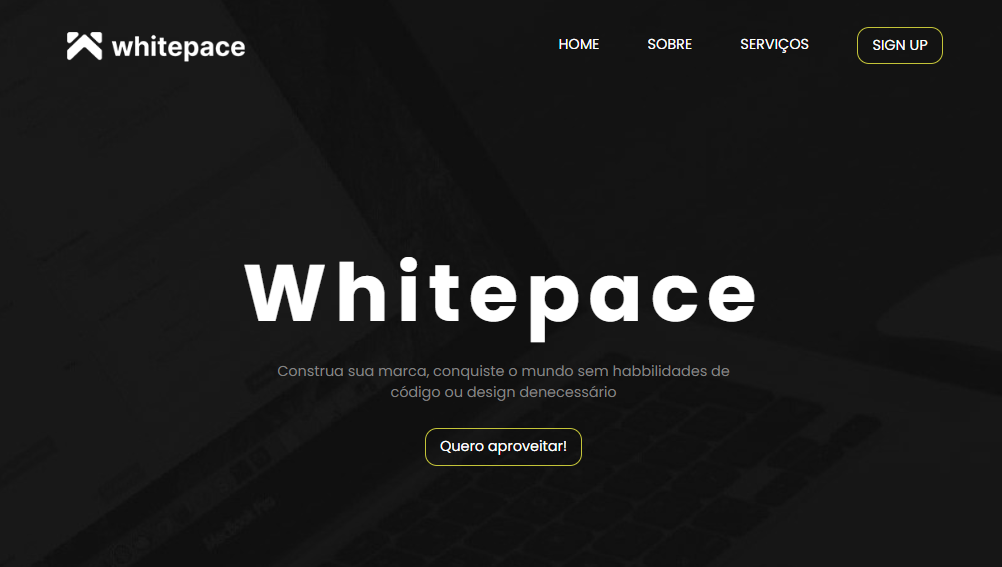 whitepace
HOME SOBRE SERVIÇOS SIGN UP
Whitepace
Construa sua marca, conquiste o mundo sem habbilidades de
código ou design denecessário
Quero aproveitar!
MacBook Pro